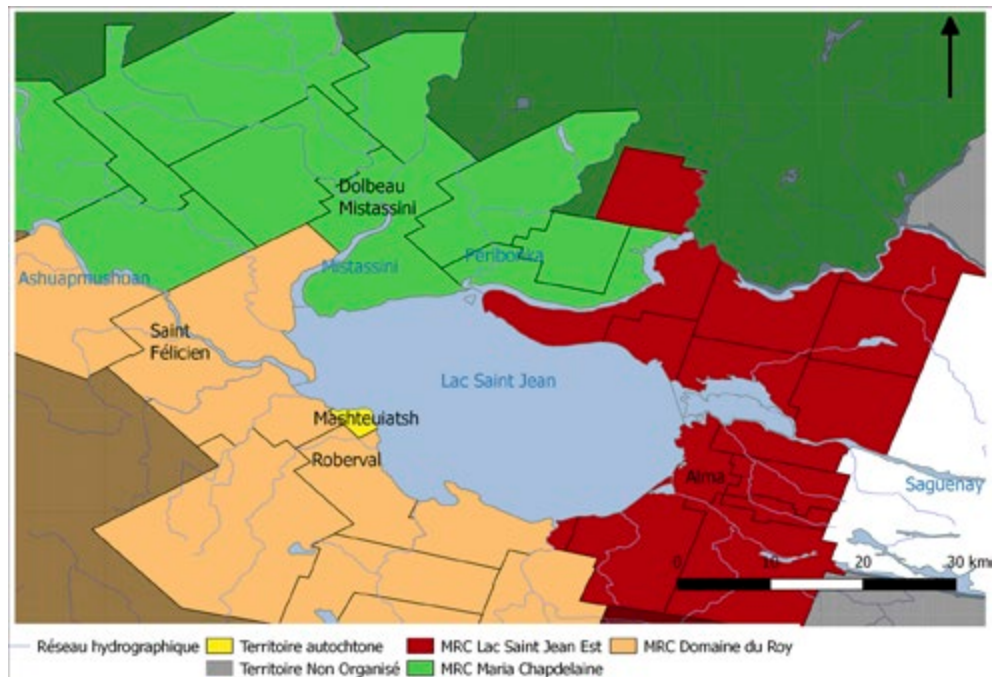 Dolbeau
Mistassini
Ashuapmushuan
Mistassini
Peribonka
Saint
Félicien
Lac Saint Jean
Mashteuiatsh
Roberval
Alma
Saguenay
0 10 20 30 km
Réseau hydrographique
Territoire autochtone
MRC Lac Saint Jean Est
MRC Domaine du Roy
Territoire Non Organisé
MRC Maria Chapdelaine